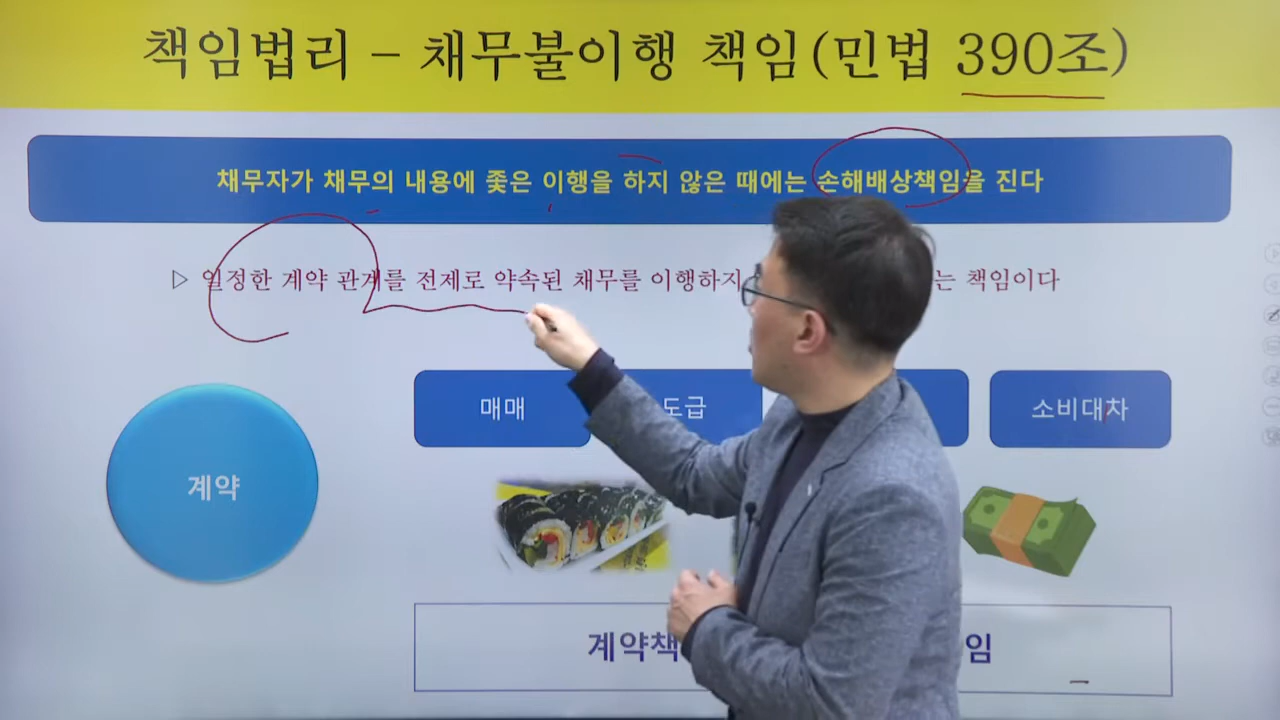 책임법리 – 채무불이행 책임(민법 390조)
채무자가 채무의 내용에 좇은 이행을 하지 않은 때에는 손해배상책임을 진다
▷ 일정한 계약 관계를 전제로 약속된 채무를 이행하지 는 책임이다
매매 도급 소비대차
계약
계약책 임